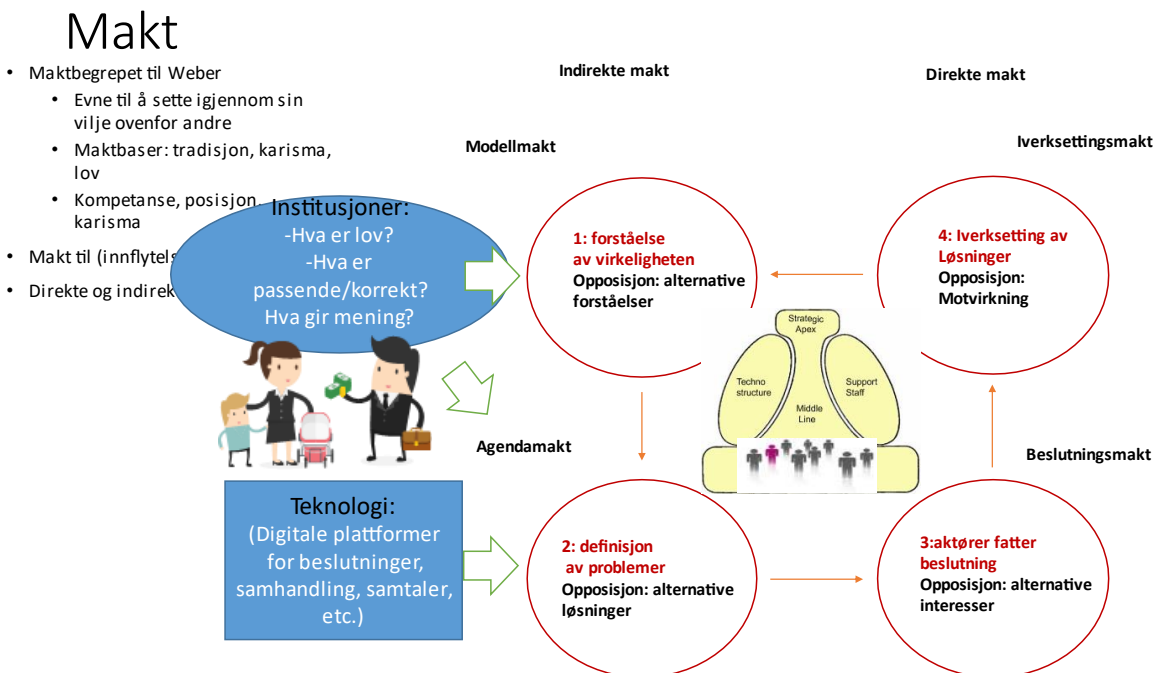 Makt
• Maktbegrepet til Weber
• Evne til å sette igjennom sin
vilje ovenfor andre
• Maktbaser: tradisjon, karisma,
lov
• Kompetanse, posisjon,
karisma
• Makt til
• Direkte og
Institusjoner:
-Hva er lov?
-Hva er
passende/korrekt?
Hva gir mening?
Teknologi:
(Digitale plattformer
for beslutninger,
samhandling, samtaler,
etc.)
Indirekte makt
Direkte makt
Modellmakt
Iverksettingsmakt
1: forståelse
av virkeligheten
Opposisjon: alternative
forståelser
4: Iverksetting av
Løsninger
Opposisjon:
Motvirkning
Strategic
Apex
Techno
structure
Support
Staff
Middle
Line
Agendamakt
Beslutningsmakt
2: definisjon
av problemer
Opposisjon: alternative
løsninger
3:aktører fatter
beslutning
Opposisjon: alternative
interesser